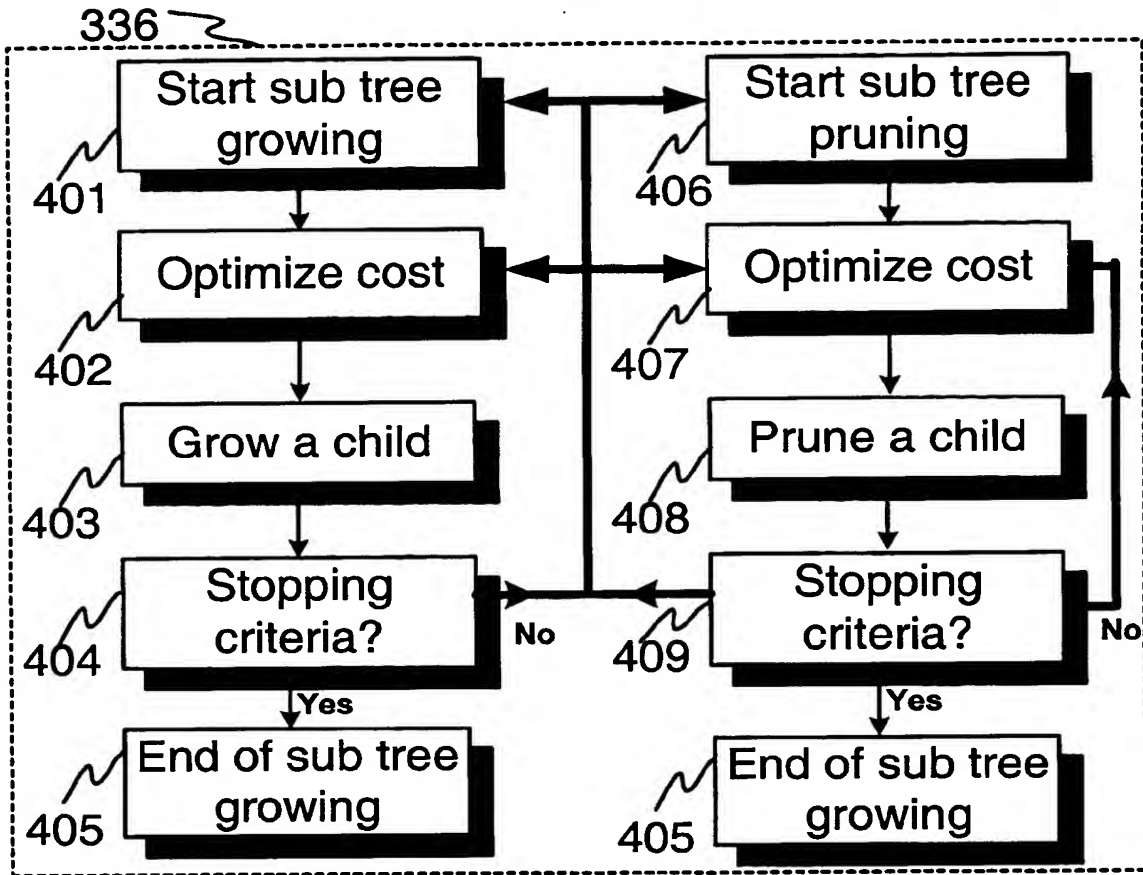 336
Start sub tree
growing
401
Optimize cost
402
Grow a child
403
Stopping
criteria?
404
No
Yes
End of sub tree
growing
405
Start sub tree
pruning
406
Optimize cost
407
Prune a child
408
Stopping
criteria?
409
No
Yes
End of sub tree
growing
405